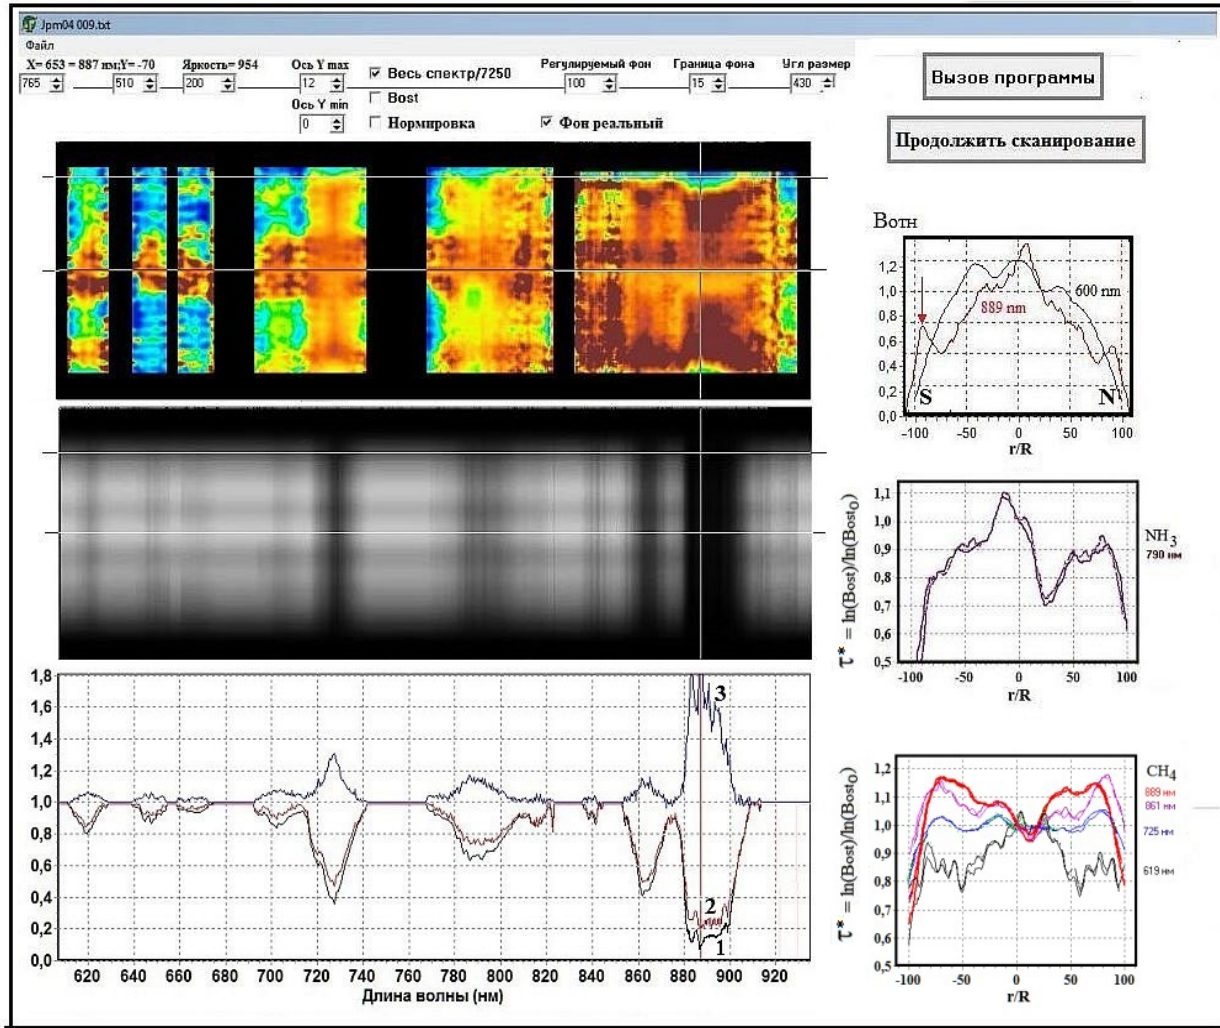 Jpm04 009.txt
Файл
X= 653 = 887 нм;Y= -70 Яркость= 954 Ось Y max Регулируемый фон Граница фона Угл размер
765 510 200 12 Весь спектр/7250 100 15 430
Bost
Ось Y min
0 Нормировка Фон реальный
Вызов программы
Продолжить сканирование
Вотн
1,2
1,0
0,8
0,6
0,4
0,2
0,0
600 nm
889 nm
S N
-100 -50 0 50 100
r/R
τ* = ln(Bost)/ln(Bost₀)
1,1
1,0
0,9
0,8
0,7
0,6
0,5
NH₃
790 нм
-100 -50 0 50 100
r/R
1,8
1,6
1,4
1,2
1,0
0,8
0,6
0,4
0,2
0,0
3
2
1
620 640 660 680 700 720 740 760 780 800 820 840 860 880 900 920
Длина волны (нм)
τ* = ln(Bost)/ln(Bost₀)
1,2
1,1
1,0
0,9
0,8
0,7
0,6
0,5
CH₄
889 нм
861 нм
725 нм
619 нм
-100 -50 0 50 100
r/R